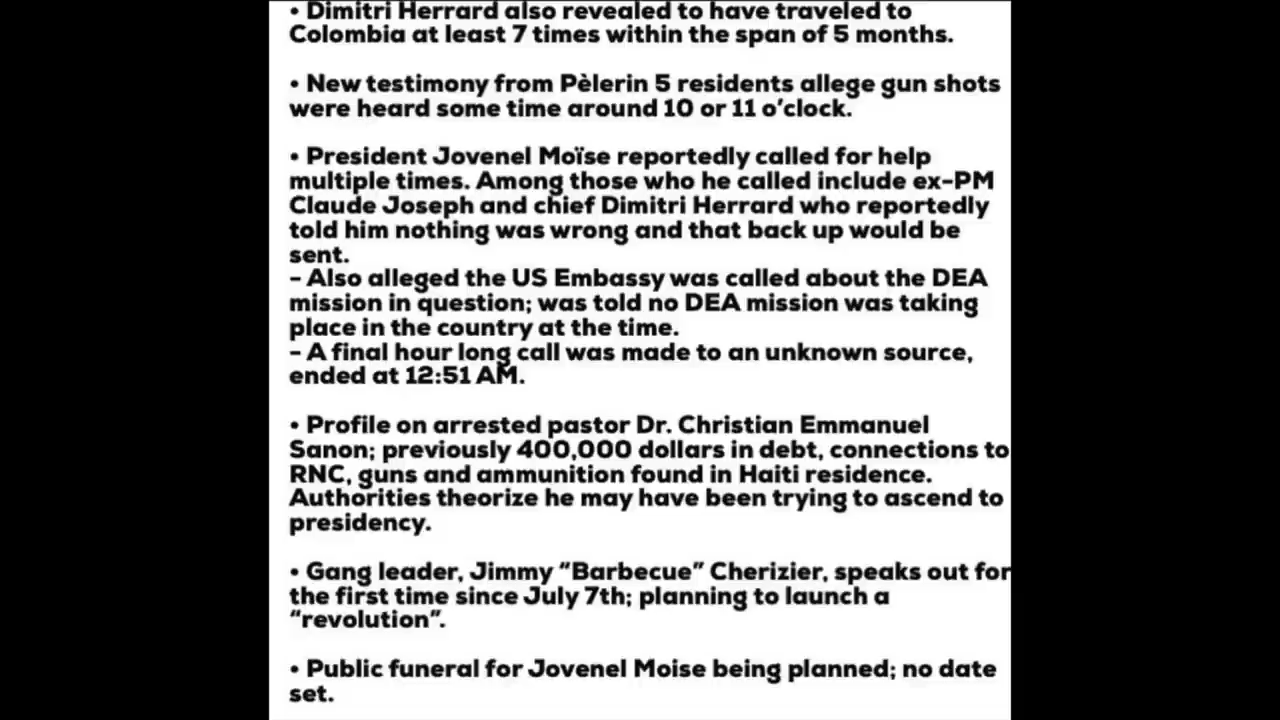 • Dimitri Herrard also revealed to have traveled to
Colombia at least 7 times within the span of 5 months.
• New testimony from Pèlerin 5 residents allege gun shots
were heard some time around 10 or 11 o’clock.
• President Jovenel Moïse reportedly called for help
multiple times. Among those who he called include ex-PM
Claude Joseph and chief Dimitri Herrard who reportedly
told him nothing was wrong and that back up would be
sent.
- Also alleged the US Embassy was called about the DEA
mission in question; was told no DEA mission was taking
place in the country at the time.
- A final hour long call was made to an unknown source,
ended at 12:51 AM.
• Profile on arrested pastor Dr. Christian Emmanuel
Sanon; previously 400,000 dollars in debt, connections to
RNC, guns and ammunition found in Haiti residence.
Authorities theorize he may have been trying to ascend to
presidency.
• Gang leader, Jimmy “Barbecue” Cherizier, speaks out for
the first time since July 7th; planning to launch a
“revolution”.
• Public funeral for Jovenel Moise being planned; no date
set.